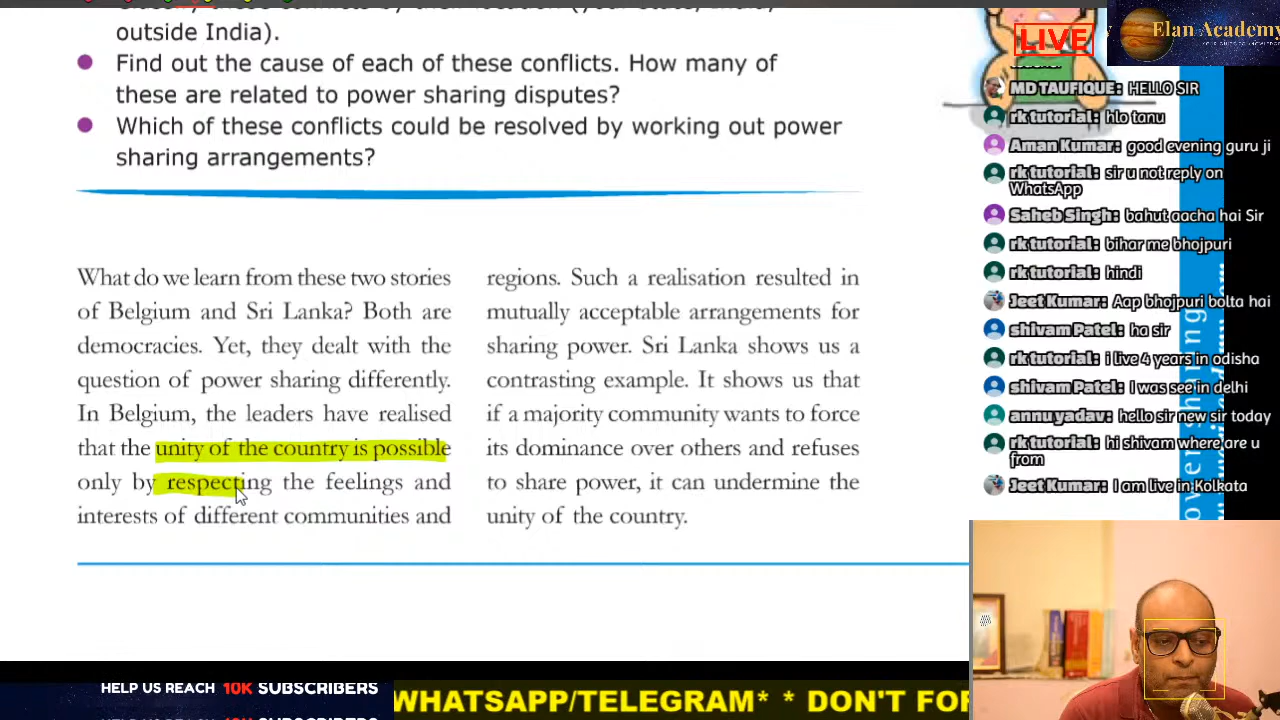 outside India).
Find out the cause of each of these conflicts. How many of
these are related to power sharing disputes?
Which of these conflicts could be resolved by working out power
sharing arrangements?
What do we learn from these two stories
of Belgium and Sri Lanka? Both are
democracies. Yet, they dealt with the
question of power sharing differently.
In Belgium, the leaders have realised
that the unity of the country is possible
only by respecting the feelings and
interests of different communities and
regions. Such a realisation resulted in
mutually acceptable arrangements for
sharing power. Sri Lanka shows us a
contrasting example. It shows us that
if a majority community wants to force
its dominance over others and refuses
to share power, it can undermine the
unity of the country.
LIVE
Elan Academy
MD TAUFIQUE: HELLO SIR
rk tutorial: hlo tanu
Aman Kumar: good evening guru ji
rk tutorial: sir u not reply on
WhatsApp
Saheb Singh: bahut aacha hai Sir
rk tutorial: bihar me bhojpuri
rk tutorial: hindi
Jeet Kumar: Aap bhojpuri bolta hai
shivam Patel: ha sir
rk tutorial: i live 4 years in odisha
shivam Patel: I was see in delhi
annu yadav: hello sir new sir today
rk tutorial: hi shivam where are u
from
Jeet Kumar: I am live in Kolkata
HELP US REACH 10K SUBSCRIBERS
WHATSAPP/TELEGRAM* * DON'T FOR